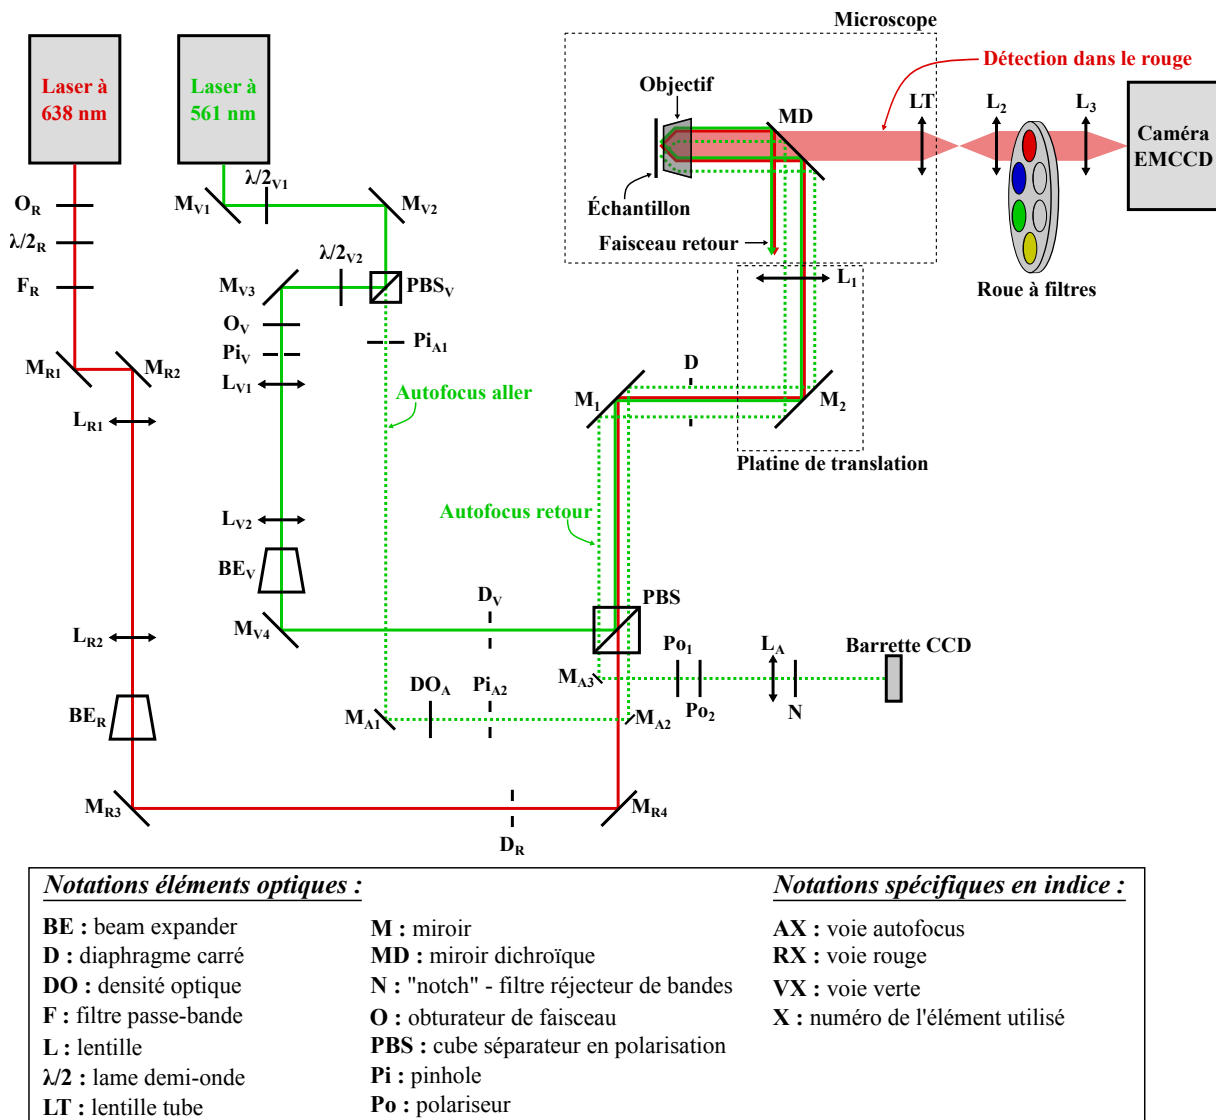 Laser à
638 nm
Laser à
561 nm
Microscope
Détection dans le rouge
Objectif
MD
LT
L2
L3
Caméra
EMCCD
Échantillon
Faisceau retour
L1
Roue à filtres
OR
λ/2R
FR
MR1
MR2
LR1
LR2
BER
MR3
DR
MR4
MV1
λ/2V1
MV2
λ/2V2
MV3
PBSV
OV
PiV
PiA1
LV1
Autofocus aller
LV2
BEV
MV4
DV
D
M1
M2
Platine de translation
Autofocus retour
PBS
MA3
Po1
Po2
LA
N
Barrette CCD
MA1
DOA
PiA2
MA2
Notations éléments optiques :
BE : beam expander
D : diaphragme carré
DO : densité optique
F : filtre passe-bande
L : lentille
λ/2 : lame demi-onde
LT : lentille tube
M : miroir
MD : miroir dichroïque
N : "notch" - filtre réjecteur de bandes
O : obturateur de faisceau
PBS : cube séparateur en polarisation
Pi : pinhole
Po : polariseur
Notations spécifiques en indice :
AX : voie autofocus
RX : voie rouge
VX : voie verte
X : numéro de l'élément utilisé